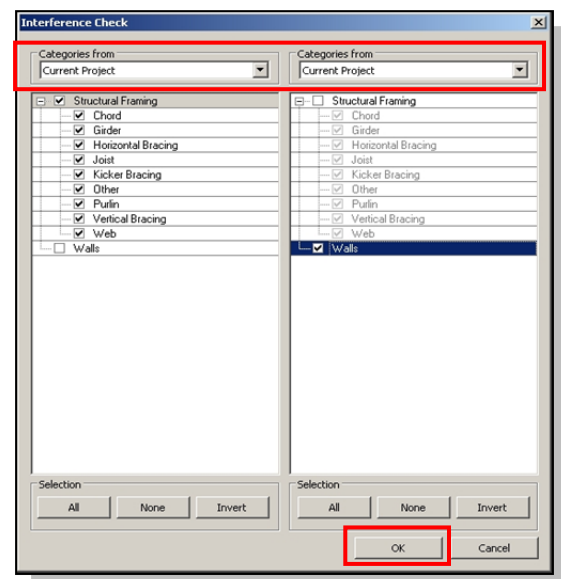 Interference Check
Categories from
Current Project
Structural Framing
Chord
Girder
Horizontal Bracing
Joist
Kicker Bracing
Other
Purlin
Vertical Bracing
Web
Walls
Selection
All None Invert
Categories from
Current Project
Structural Framing
Chord
Girder
Horizontal Bracing
Joist
Kicker Bracing
Other
Purlin
Vertical Bracing
Web
Walls
Selection
All None Invert
OK Cancel